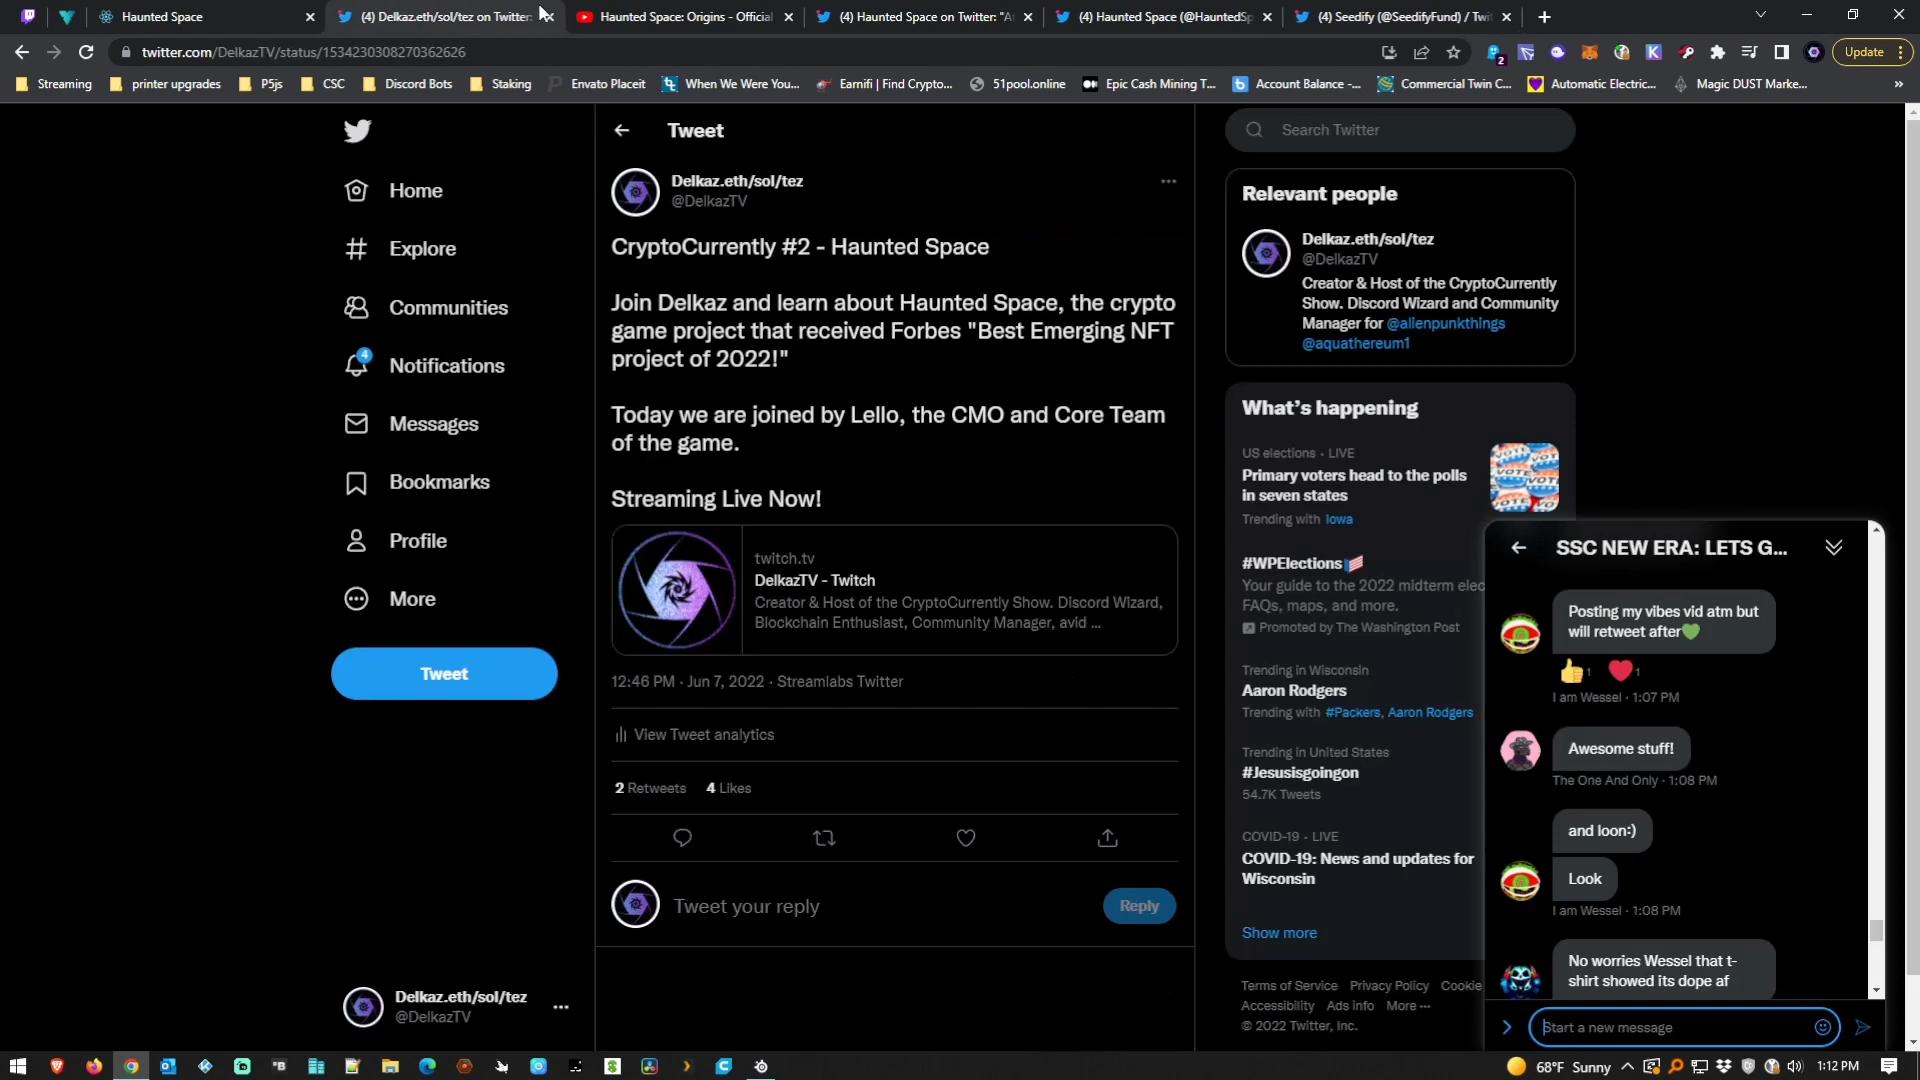 Haunted Space
(4) Delkaz.eth/sol/tez on Twitter:
Haunted Space: Origins - Official
(4) Haunted Space on Twitter: "A
(4) Haunted Space (@HauntedSp
(4) Seedify (@SeedifyFund) / Twi
twitter.com/DelkazTV/status/1534230308270362626
2
Update
Streaming
printer upgrades
P5js
CSC
Discord Bots
Staking
Envato Placeit
When We Were You...
Earnifi | Find Crypto...
51pool.online
Epic Cash Mining T...
Account Balance -...
Commercial Twin C...
Automatic Electric...
Magic DUST Marke...
»
Home
Explore
Communities
4
Notifications
Messages
Bookmarks
Profile
More
Tweet
Delkaz.eth/sol/tez
@DelkazTV
Tweet
Delkaz.eth/sol/tez
@DelkazTV
CryptoCurrently #2 - Haunted Space
Join Delkaz and learn about Haunted Space, the crypto
game project that received Forbes "Best Emerging NFT
project of 2022!"
Today we are joined by Lello, the CMO and Core Team
of the game.
Streaming Live Now!
twitch.tv
DelkazTV - Twitch
Creator & Host of the CryptoCurrently Show. Discord Wizard,
Blockchain Enthusiast, Community Manager, avid ...
12:46 PM · Jun 7, 2022 · Streamlabs Twitter
View Tweet analytics
2 Retweets 4 Likes
Tweet your reply
Reply
Search Twitter
Relevant people
Delkaz.eth/sol/tez
@DelkazTV
Creator & Host of the CryptoCurrently
Show. Discord Wizard and Community
Manager for @alienpunkthings
@aquathereum1
What's happening
US elections · LIVE
Primary voters head to the polls
in seven states
Trending with Iowa
VOTE
#WPElections
Your guide to the 2022 midterm elec
FAQs, maps, and more.
Promoted by The Washington Post
Trending in Wisconsin
Aaron Rodgers
Trending with #Packers, Aaron Rodgers
Trending in United States
#Jesusisgoingon
54.7K Tweets
COVID-19 · LIVE
COVID-19: News and updates for
Wisconsin
Show more
Terms of Service Privacy Policy Cookie
Accessibility Ads info More ...
© 2022 Twitter, Inc.
SSC NEW ERA: LETS G...
Posting my vibes vid atm but
will retweet after💚
👍1 ❤1
I am Wessel · 1:07 PM
Awesome stuff!
The One And Only · 1:08 PM
and loon:)
Look
I am Wessel · 1:08 PM
No worries Wessel that t-
shirt showed its dope af
Start a new message
68°F Sunny
1:12 PM